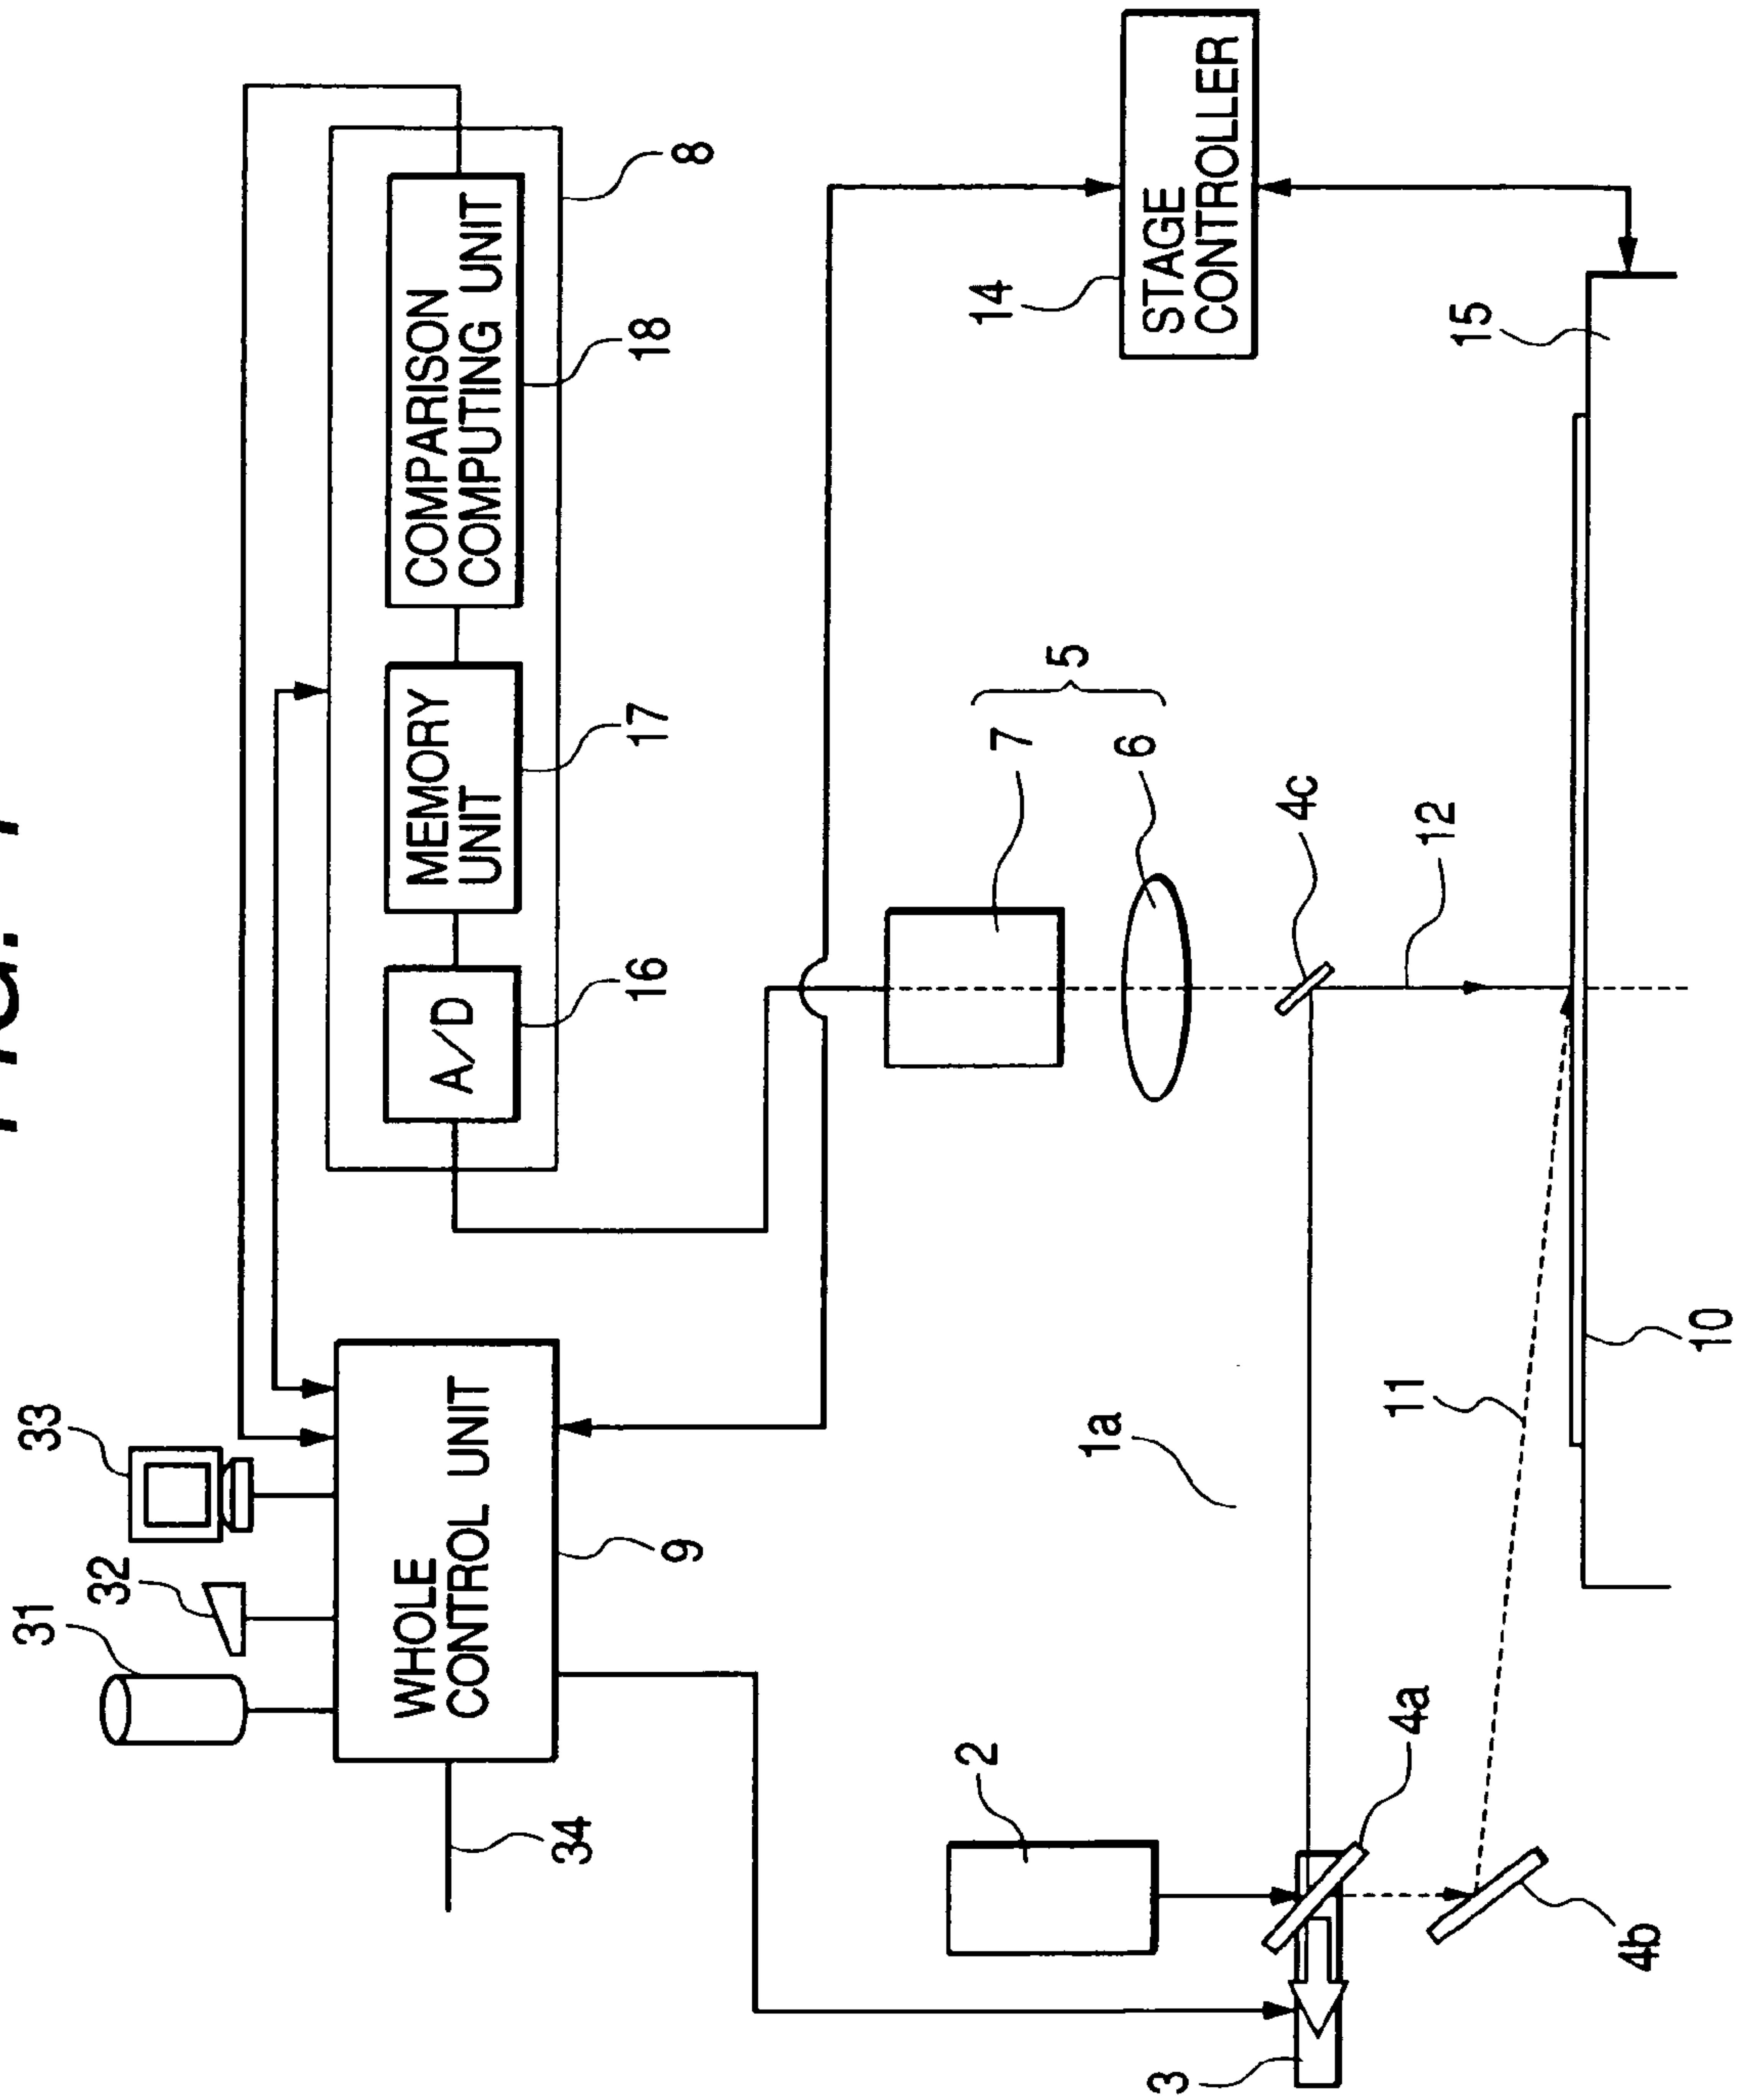 FIG. 1
31
33
32
WHOLE
CONTROL UNIT
A/D
MEMORY
UNIT
COMPARISON
COMPUTING UNIT
34
9
16
17
18
8
2
7
5
14
STAGE
CONTROLLER
1a
6
3
4c
4a
11
12
15
4b
10